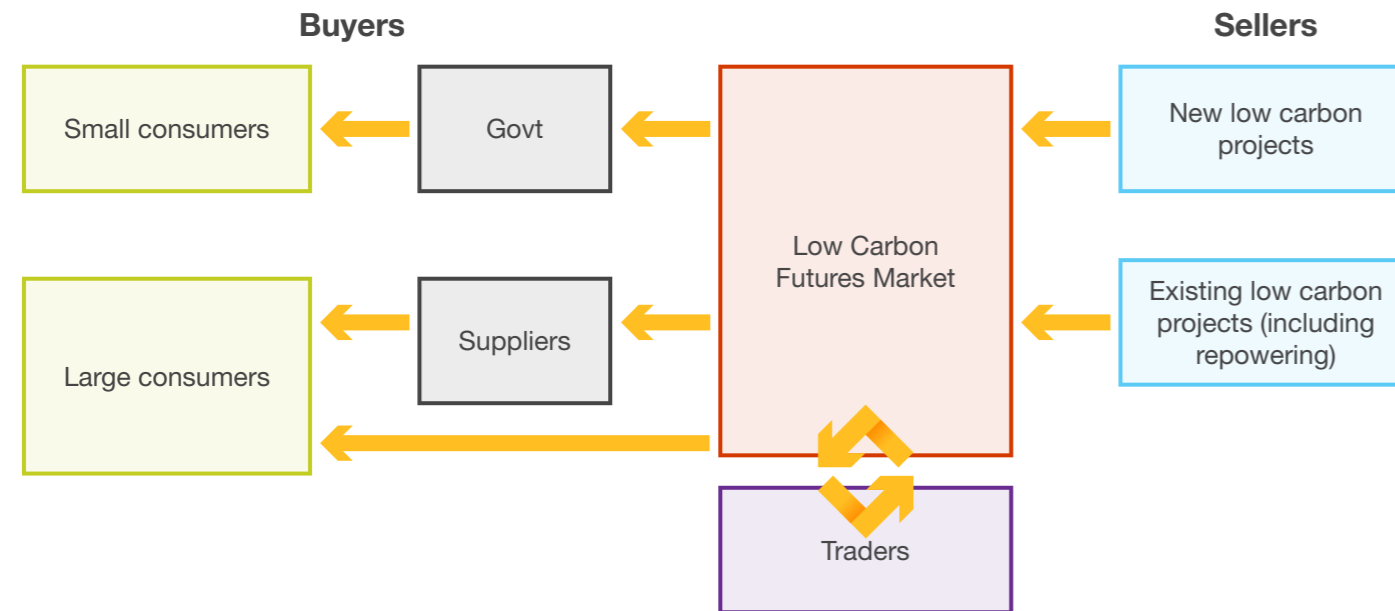 Buyers
Sellers
Small consumers
Govt
New low carbon
projects
Low Carbon
Futures Market
Existing low carbon
projects (including
repowering)
Suppliers
Large consumers
Traders